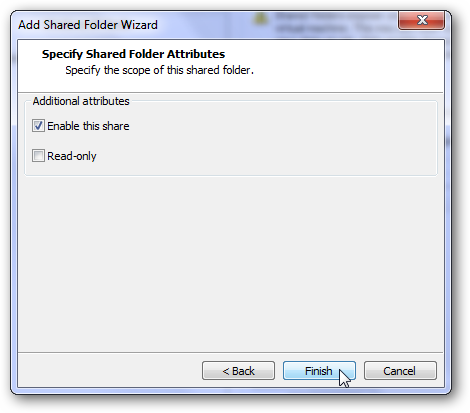 Add Shared Folder Wizard
Specify Shared Folder Attributes
Specify the scope of this shared folder.
Additional attributes
Enable this share
Read-only
< Back
Finish
Cancel